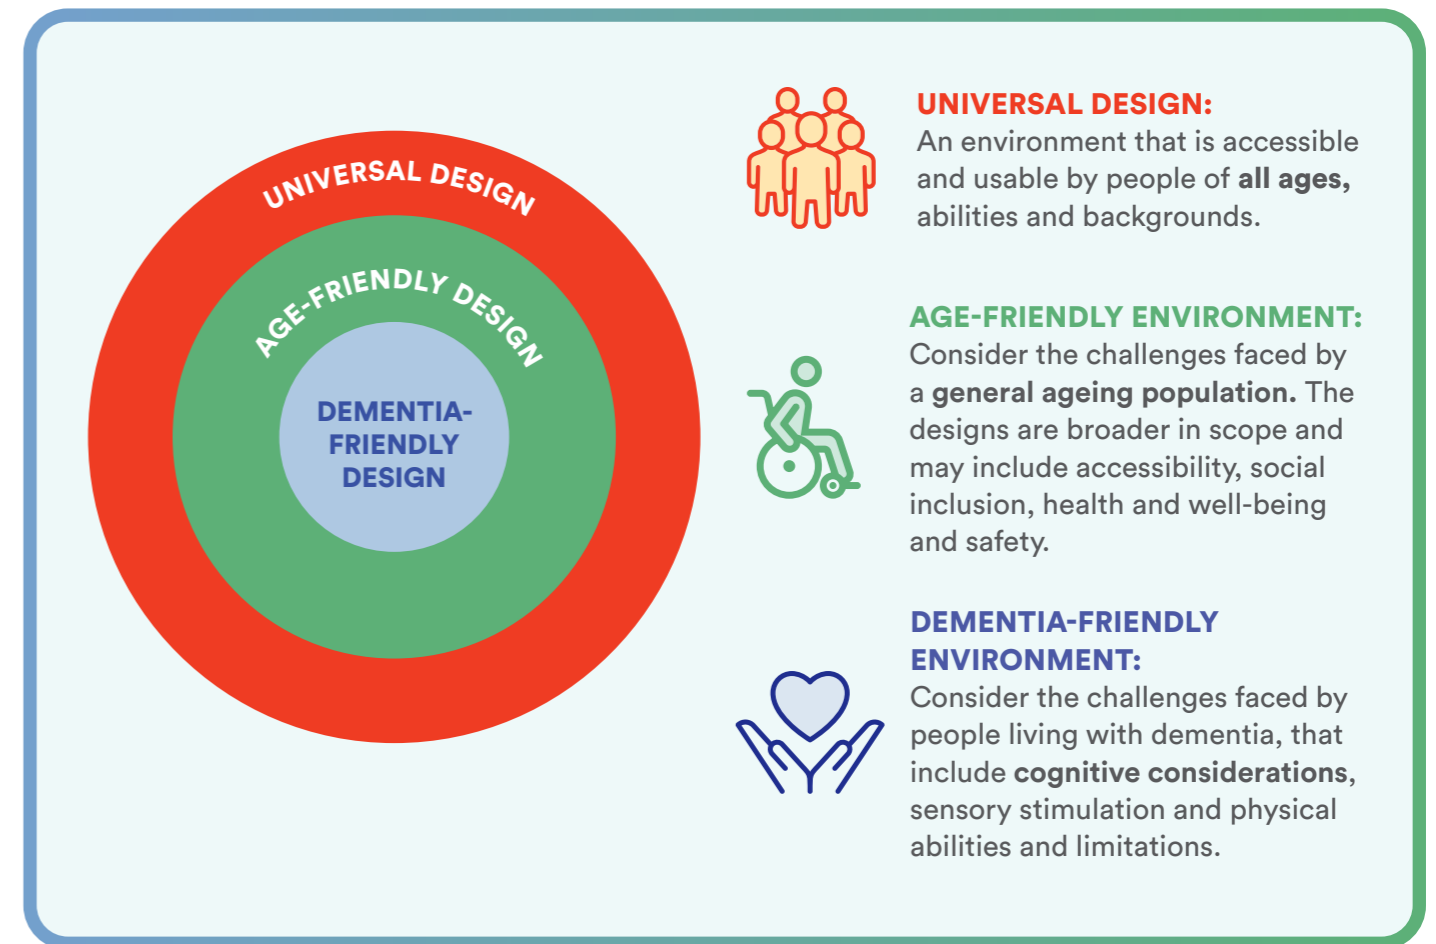 UNIVERSAL DESIGN
AGE-FRIENDLY DESIGN
DEMENTIA-
FRIENDLY
DESIGN
UNIVERSAL DESIGN:
An environment that is accessible
and usable by people of all ages,
abilities and backgrounds.
AGE-FRIENDLY ENVIRONMENT:
Consider the challenges faced by
a general ageing population. The
designs are broader in scope and
may include accessibility, social
inclusion, health and well-being
and safety.
DEMENTIA-FRIENDLY
ENVIRONMENT:
Consider the challenges faced by
people living with dementia, that
include cognitive considerations,
sensory stimulation and physical
abilities and limitations.